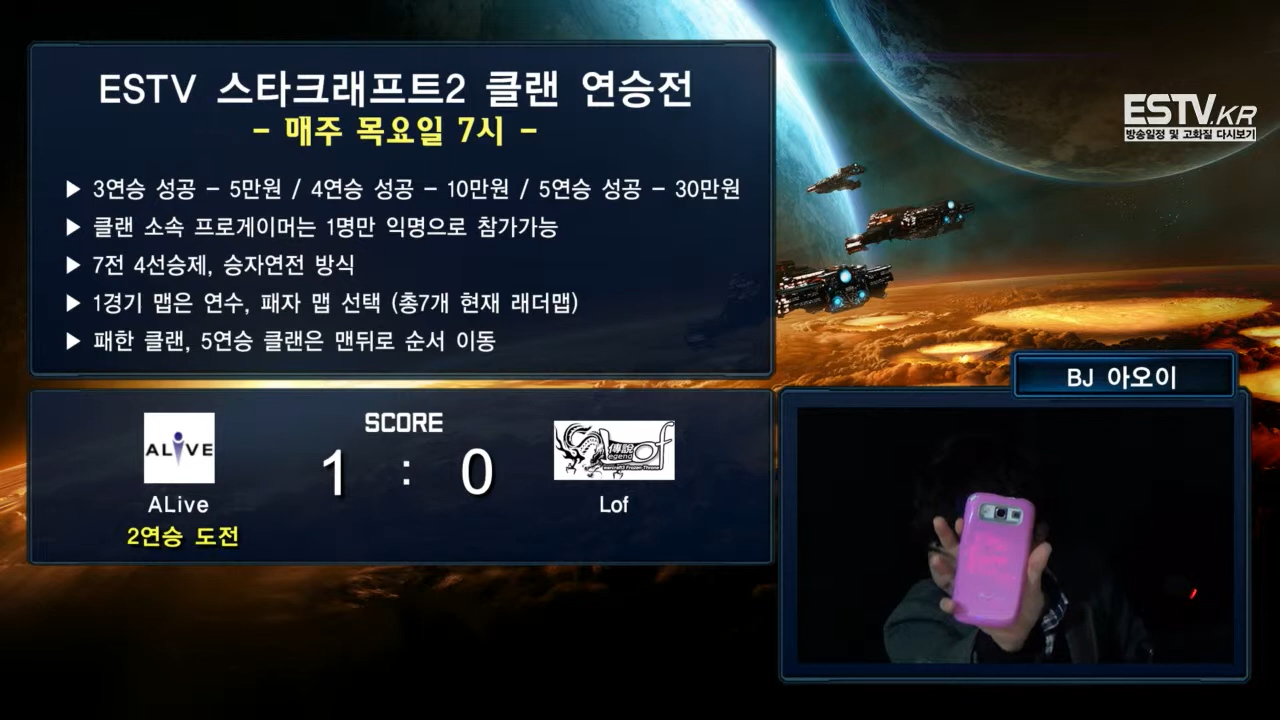 ESTV 스타크래프트2 클랜 연승전
- 매주 목요일 7시 -
▶ 3연승 성공 - 5만원 / 4연승 성공 - 10만원 / 5연승 성공 - 30만원
▶ 클랜 소속 프로게이머는 1명만 익명으로 참가가능
▶ 7전 4선승제, 승자연전 방식
▶ 1경기 맵은 연수, 패자 맵 선택 (총7개 현재 래더맵)
▶ 패한 클랜, 5연승 클랜은 맨뒤로 순서 이동
ESTV.KR
방송일정 및 고화질 다시보기
BJ 아오이
SCORE
1 : 0
ALIVE
ALive
2연승 도전
傳說
Legend
Lof
warcraft3 Frozen Throne
Lof